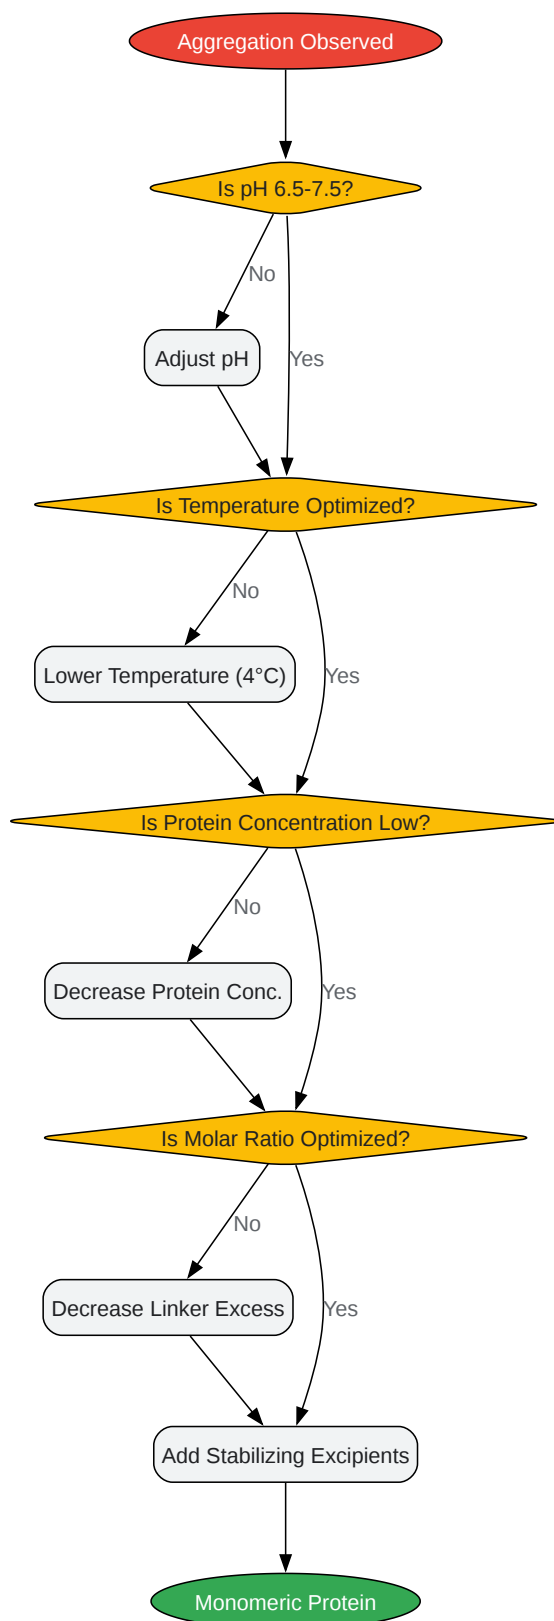 Aggregation Observed
Is pH 6.5-7.5?
No
Adjust pH
Yes
Is Temperature Optimized?
No
Lower Temperature (4°C)
Yes
Is Protein Concentration Low?
No
Decrease Protein Conc.
Yes
Is Molar Ratio Optimized?
No
Decrease Linker Excess
Yes
Add Stabilizing Excipients
Monomeric Protein